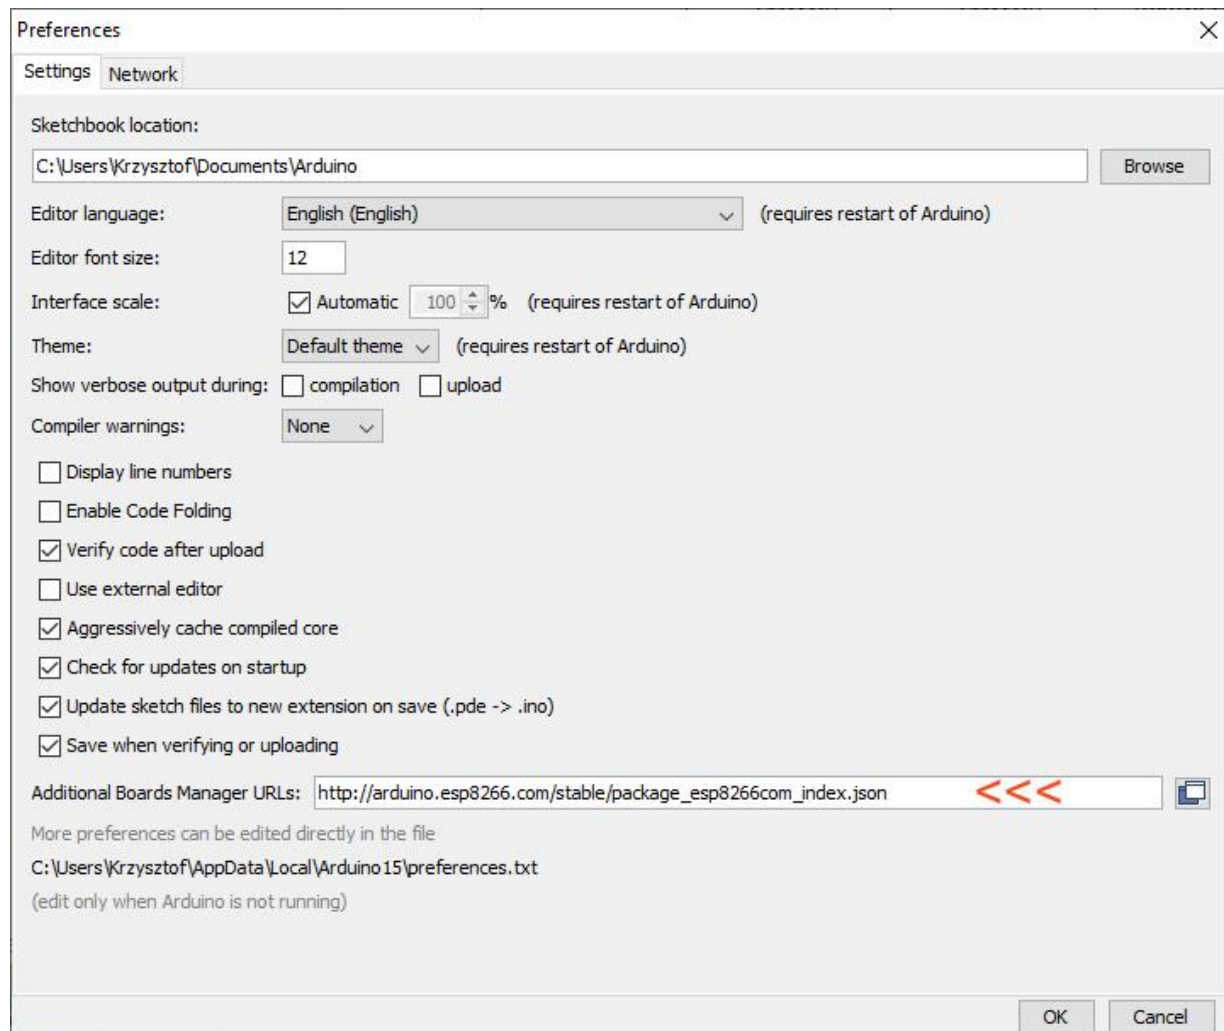 Preferences
Settings Network
Sketchbook location:
C:\Users\Krzysztof\Documents\Arduino Browse
Editor language: English (English) (requires restart of Arduino)
Editor font size: 12
Interface scale: Automatic 100 % (requires restart of Arduino)
Theme: Default theme (requires restart of Arduino)
Show verbose output during: compilation upload
Compiler warnings: None
Display line numbers
Enable Code Folding
Verify code after upload
Use external editor
Aggressively cache compiled core
Check for updates on startup
Update sketch files to new extension on save (.pde -> .ino)
Save when verifying or uploading
Additional Boards Manager URLs: http://arduino.esp8266.com/stable/package_esp8266com_index.json <<<
More preferences can be edited directly in the file
C:\Users\Krzysztof\AppData\Local\Arduino15\preferences.txt
(edit only when Arduino is not running)
OK Cancel